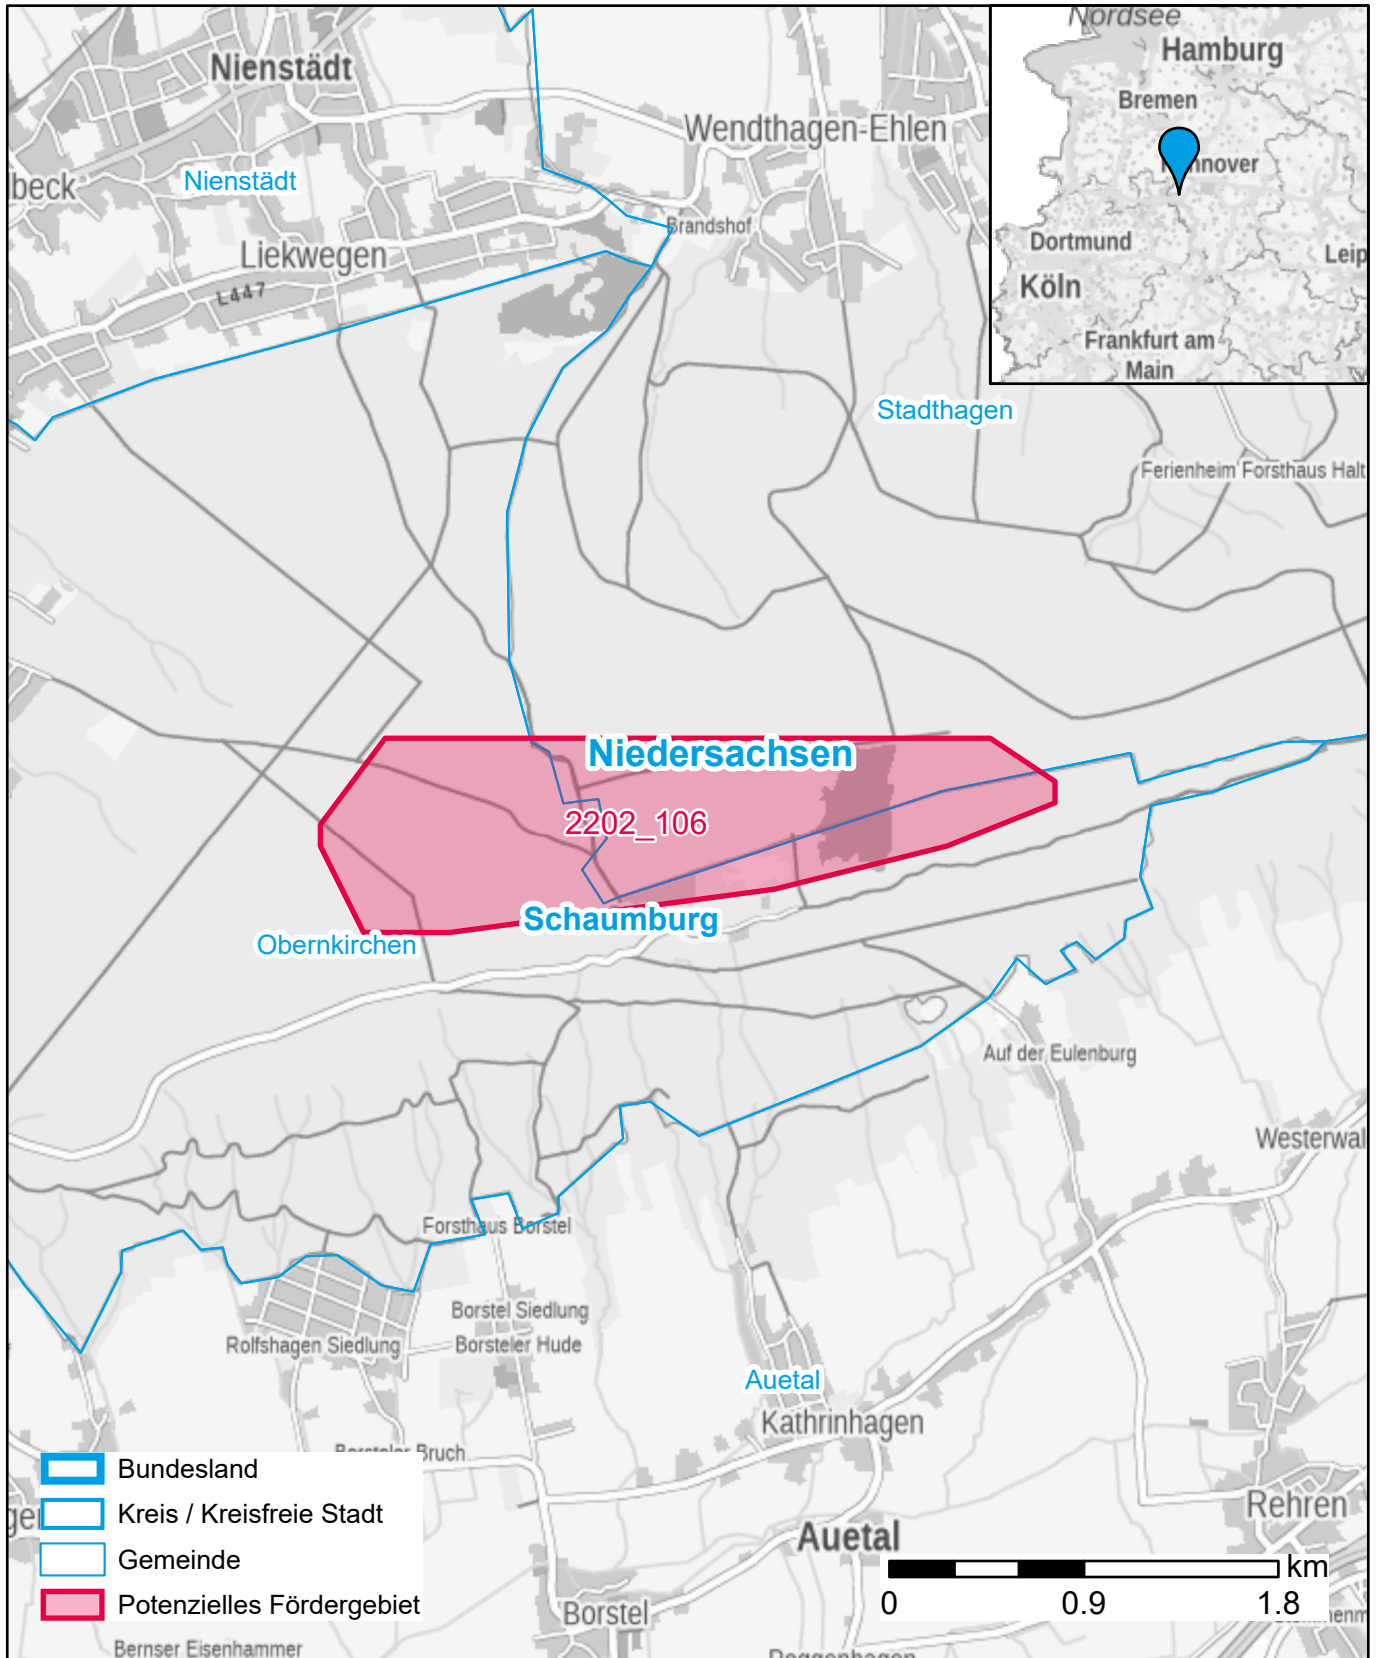 Nienstädt
Wendthagen-Ehlen
Nienstädt
beck
Brandshof
Liekwegen
L447
Nordsee
Hamburg
Bremen
Dortmund
Leip
Köln
Frankfurt am
Main
Stadthagen
Ferienheim Forsthaus Halt
Niedersachsen
2202_106
Schaumburg
Obernkirchen
Auf der Eulenburg
Westerwal
Forsthaus Borstel
Borstel Siedlung
Rolfshagen Siedlung
Borsteler Hude
Auetal
Kathrinhagen
Bruch
Bundesland
Kreis / Kreisfreie Stadt
Rehren
Auetal
Gemeinde
km
Potenzielles Fördergebiet
0 0.9 1.8
Borstel
Bernser Eisenhammer